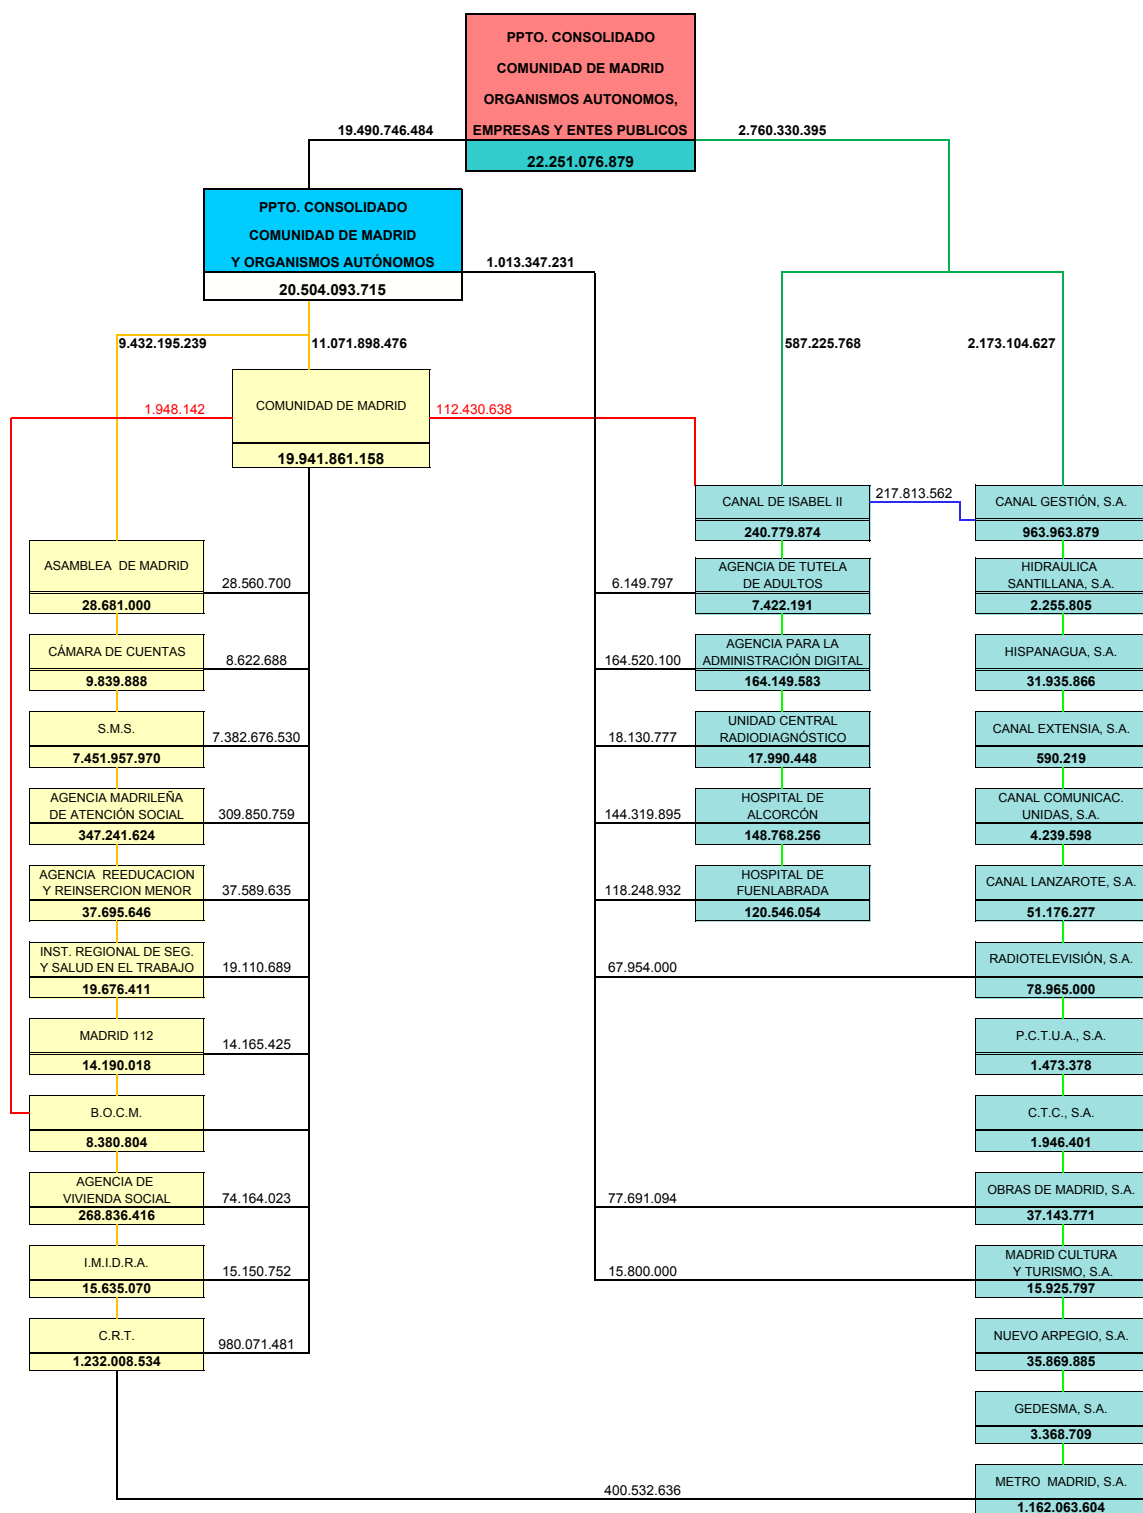 PPTO. CONSOLIDADO
COMUNIDAD DE MADRID
ORGANISMOS AUTONOMOS,
EMPRESAS Y ENTES PUBLICOS
22.251.076.879
19.490.746.484
2.760.330.395
PPTO. CONSOLIDADO
COMUNIDAD DE MADRID
Y ORGANISMOS AUTÓNOMOS
20.504.093.715
1.013.347.231
9.432.195.239
11.071.898.476
587.225.768
2.173.104.627
COMUNIDAD DE MADRID
19.941.861.158
1.948.142
112.430.638
ASAMBLEA DE MADRID
28.681.000
28.560.700
CÁMARA DE CUENTAS
9.839.888
8.622.688
S.M.S.
7.451.957.970
7.382.676.530
AGENCIA MADRILEÑA
DE ATENCIÓN SOCIAL
347.241.624
309.850.759
AGENCIA REEDUCACION
Y REINSERCION MENOR
37.695.646
37.589.635
INST. REGIONAL DE SEG.
Y SALUD EN EL TRABAJO
19.676.411
19.110.689
MADRID 112
14.190.018
14.165.425
B.O.C.M.
8.380.804
AGENCIA DE
VIVIENDA SOCIAL
268.836.416
74.164.023
I.M.I.D.R.A.
15.635.070
15.150.752
C.R.T.
1.232.008.534
980.071.481
CANAL DE ISABEL II
240.779.874
217.813.562
6.149.797
AGENCIA DE TUTELA
DE ADULTOS
7.422.191
164.520.100
AGENCIA PARA LA
ADMINISTRACIÓN DIGITAL
164.149.583
18.130.777
UNIDAD CENTRAL
RADIODIAGNÓSTICO
17.990.448
144.319.895
HOSPITAL DE
ALCORCÓN
148.768.256
118.248.932
HOSPITAL DE
FUENLABRADA
120.546.054
CANAL GESTIÓN, S.A.
963.963.879
HIDRAULICA
SANTILLANA, S.A.
2.255.805
HISPANAGUA, S.A.
31.935.866
CANAL EXTENSIA, S.A.
590.219
CANAL COMUNICAC.
UNIDAS, S.A.
4.239.598
CANAL LANZAROTE, S.A.
51.176.277
67.954.000
RADIOTELEVISIÓN, S.A.
78.965.000
P.C.T.U.A., S.A.
1.473.378
C.T.C., S.A.
1.946.401
77.691.094
OBRAS DE MADRID, S.A.
37.143.771
15.800.000
MADRID CULTURA
Y TURISMO, S.A.
15.925.797
NUEVO ARPEGIO, S.A.
35.869.885
GEDESMA, S.A.
3.368.709
400.532.636
METRO MADRID, S.A.
1.162.063.604